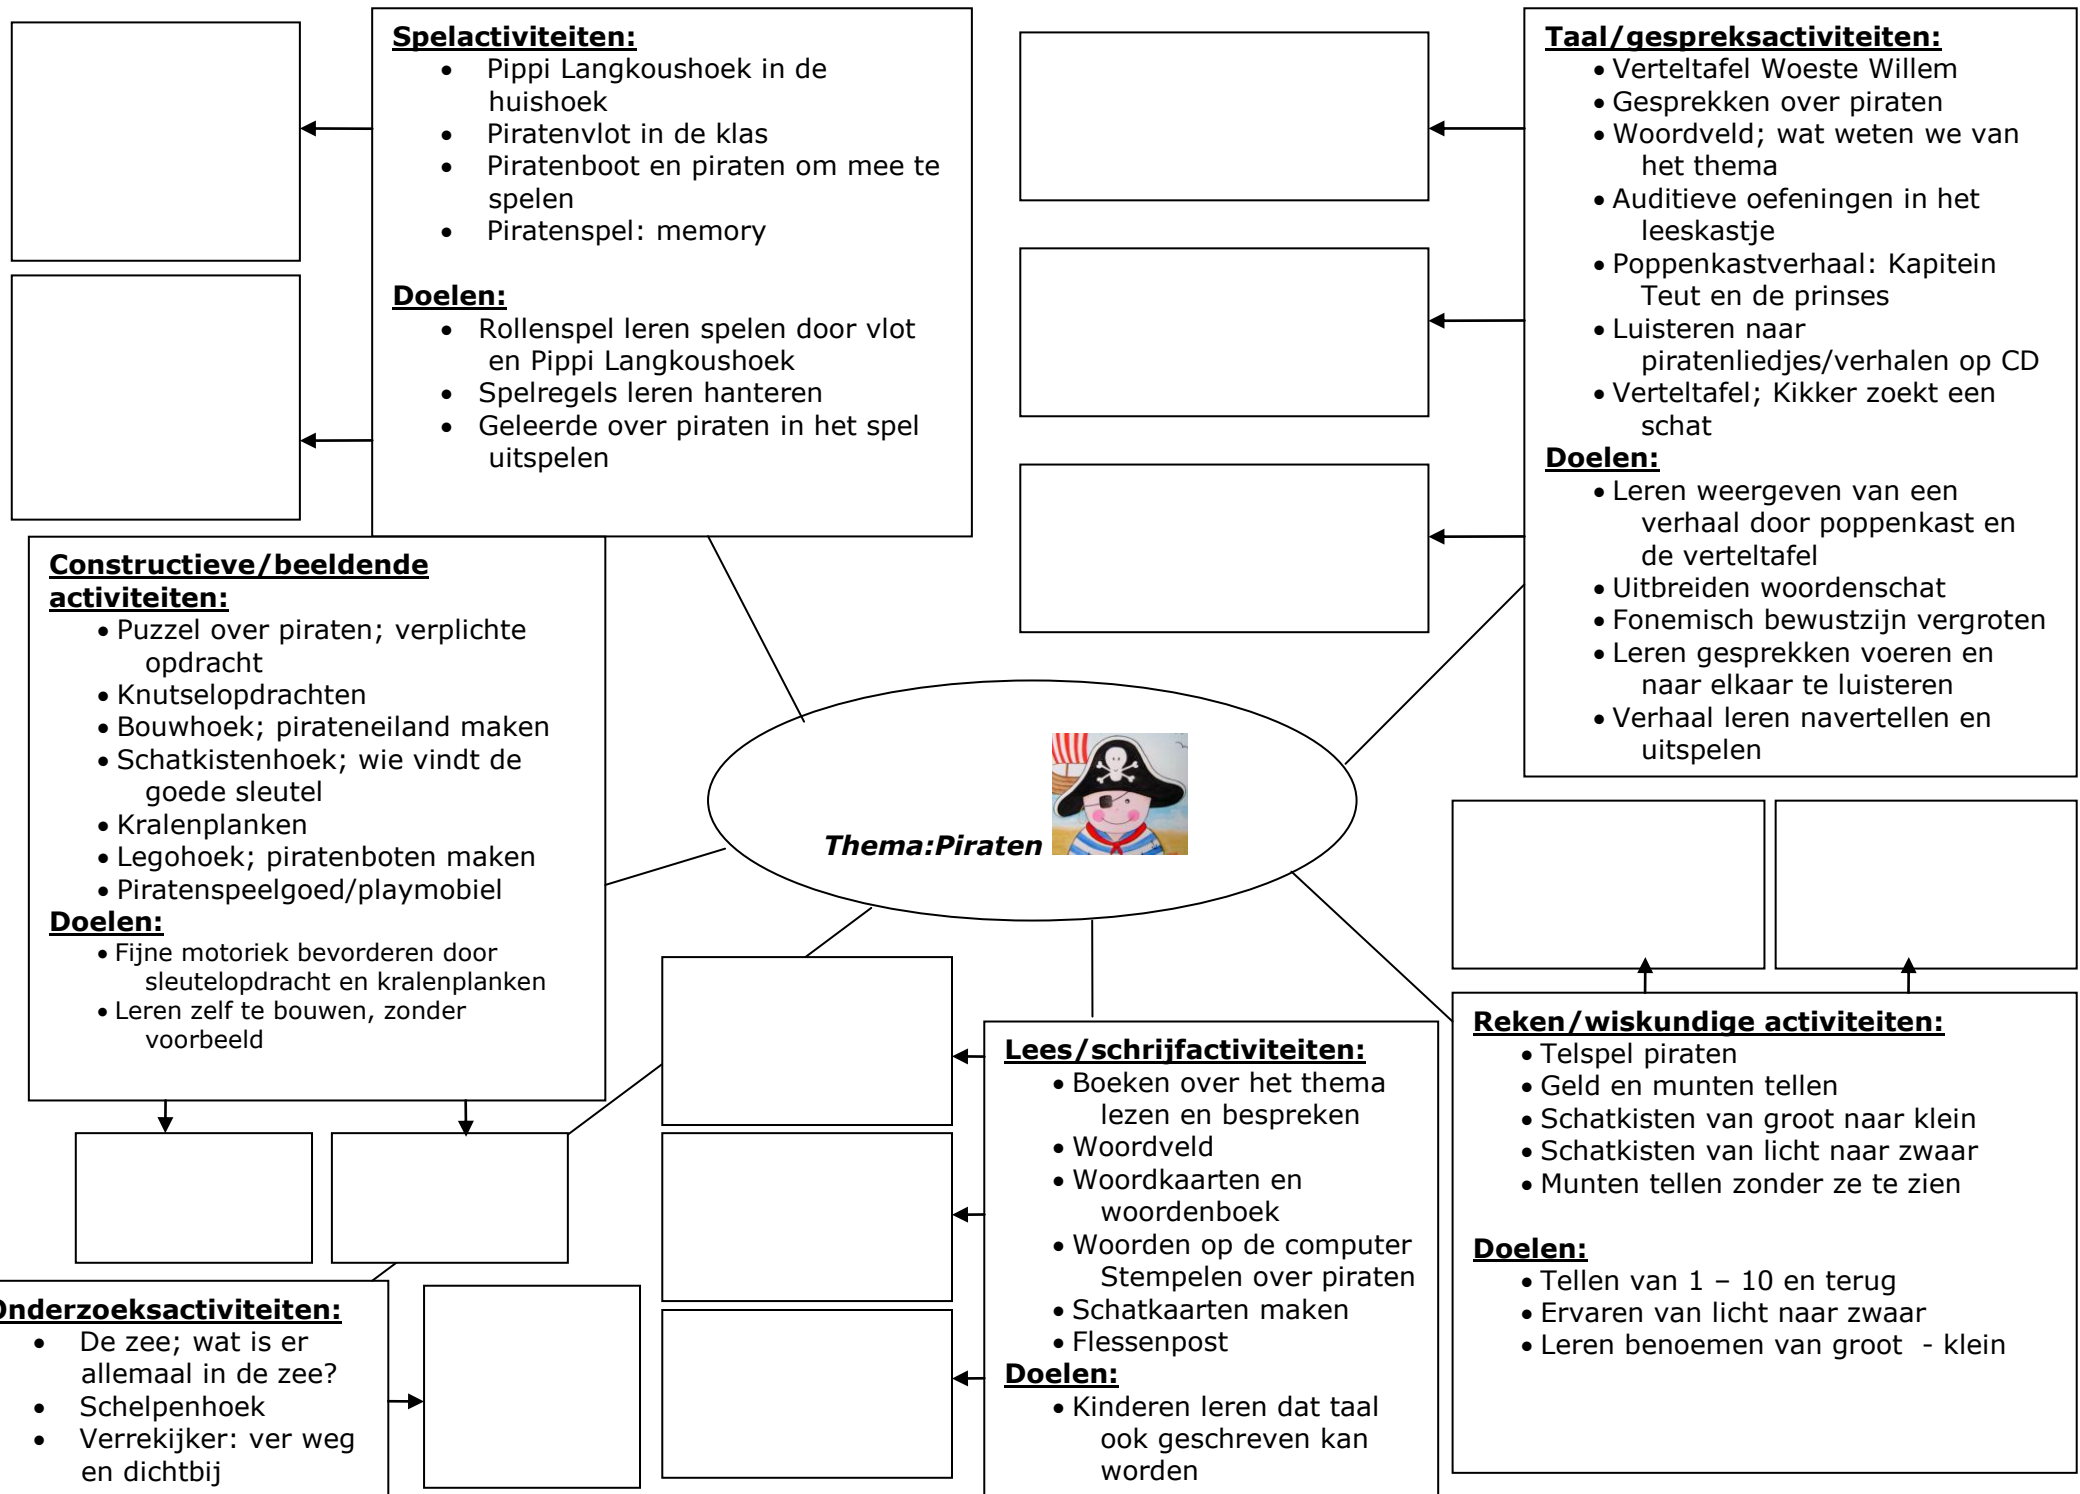 Spelactiviteiten:
• Pippi Langkoushoek in de
huishoek
• Piratenvlot in de klas
• Piratenboot en piraten om mee te
spelen
• Piratenspel: memory
Doelen:
• Rollenspel leren spelen door vlot
en Pippi Langkoushoek
• Spelregels leren hanteren
• Geleerde over piraten in het spel
uitspelen
Taal/gespreksactiviteiten:
• Verteltafel Woeste Willem
• Gesprekken over piraten
• Woordveld; wat weten we van
het thema
• Auditieve oefeningen in het
leeskastje
• Poppenkastverhaal: Kapitein
Teut en de prinses
• Luisteren naar
piratenliedjes/verhalen op CD
• Verteltafel; Kikker zoekt een
schat
Doelen:
• Leren weergeven van een
verhaal door poppenkast en
de verteltafel
• Uitbreiden woordenschat
• Fonemisch bewustzijn vergroten
• Leren gesprekken voeren en
naar elkaar te luisteren
• Verhaal leren navertellen en
uitspelen
Constructieve/beeldende
activiteiten:
• Puzzel over piraten; verplichte
opdracht
• Knutselopdrachten
• Bouwhoek; pirateneiland maken
• Schatkistenhoek; wie vindt de
goede sleutel
• Kralenplanken
• Legohoek; piratenboten maken
• Piratenspeelgoed/playmobiel
Doelen:
• Fijne motoriek bevorderen door
sleutelopdracht en kralenplanken
• Leren zelf te bouwen, zonder
voorbeeld
Thema:Piraten
Lees/schrijfactiviteiten:
• Boeken over het thema
lezen en bespreken
• Woordveld
• Woordkaarten en
woordenboek
• Woorden op de computer
Stempelen over piraten
• Schatkaarten maken
• Flessenpost
Doelen:
• Kinderen leren dat taal
ook geschreven kan
worden
Reken/wiskundige activiteiten:
• Telspel piraten
• Geld en munten tellen
• Schatkisten van groot naar klein
• Schatkisten van licht naar zwaar
• Munten tellen zonder ze te zien
Doelen:
• Tellen van 1 – 10 en terug
• Ervaren van licht naar zwaar
• Leren benoemen van groot - klein
Onderzoeksactiviteiten:
• De zee; wat is er
allemaal in de zee?
• Schelpenhoek
• Verrekijker: ver weg
en dichtbij